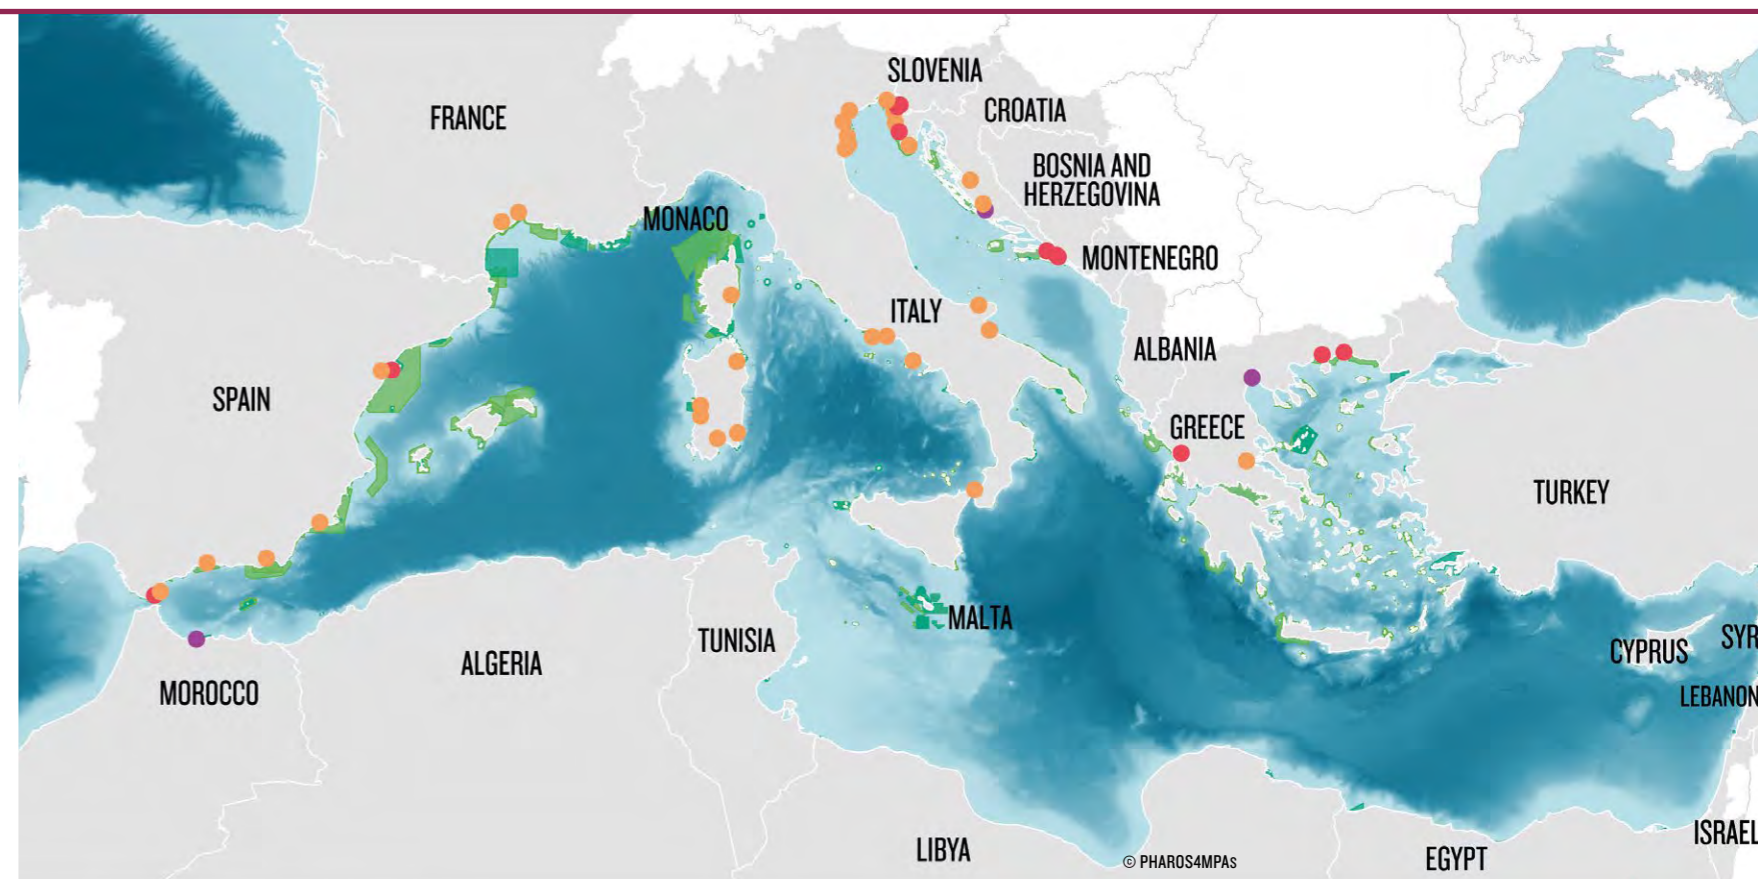 SLOVENIA
FRANCE
CROATIA
BOSNIA AND
HERZEGOVINA
MONACO
MONTENEGRO
ITALY
ALBANIA
SPAIN
GREECE
TURKEY
MALTA
TUNISIA
SYR
CYPRUS
ALGERIA
MOROCCO
LEBANON
ISRAEL
LIBYA
© PHAROS4MPAs
EGYPT